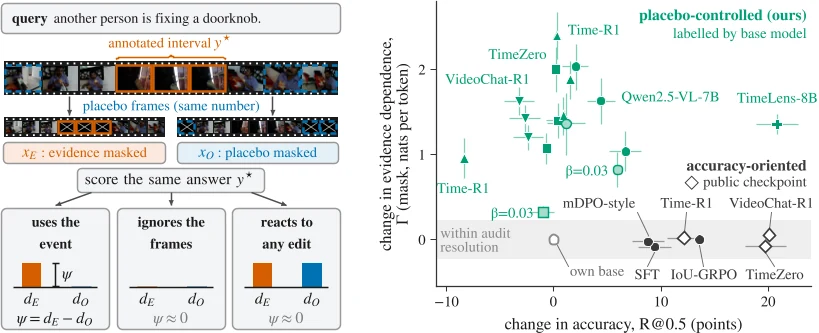 query another person is fixing a doorknob.
annotated interval y⋆
placebo frames (same number)
x_E : evidence masked
x_O : placebo masked
score the same answer y⋆
uses the
event
ψ
d_E
d_O
ψ = d_E − d_O
ignores the
frames
d_E
d_O
ψ ≈ 0
reacts to
any edit
d_E
d_O
ψ ≈ 0
change in evidence dependence,
Γ (mask, nats per token)
2
1
0
placebo-controlled (ours)
labelled by base model
Time-R1
TimeZero
VideoChat-R1
Qwen2.5-VL-7B
TimeLens-8B
Time-R1
β=0.03
β=0.03
accuracy-oriented
public checkpoint
mDPO-style
Time-R1
VideoChat-R1
within audit
resolution
own base
SFT
IoU-GRPO
TimeZero
−10
0
10
20
change in accuracy, R@0.5 (points)